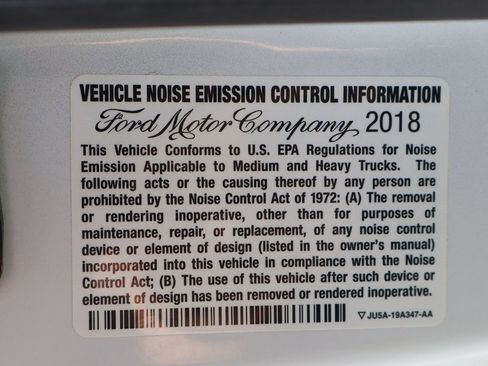 VEHICLE NOISE EMISSION CONTROL INFORMATION
Ford Motor Company, 2018
This Vehicle Conforms to U.S. EPA Regulations for Noise
Emission Applicable to Medium and Heavy Trucks. The
following acts or the causing thereof by any person are
prohibited by the Noise Control Act of 1972: (A) The removal
or rendering inoperative, other than for purposes of
maintenance, repair, or replacement, of any noise control
device or element of design (listed in the owner's manual)
incorporated into this vehicle in compliance with the Noise
Control Act; (B) The use of this vehicle after such device or
element of design has been removed or rendered inoperative.
JU5A-19A347-AA